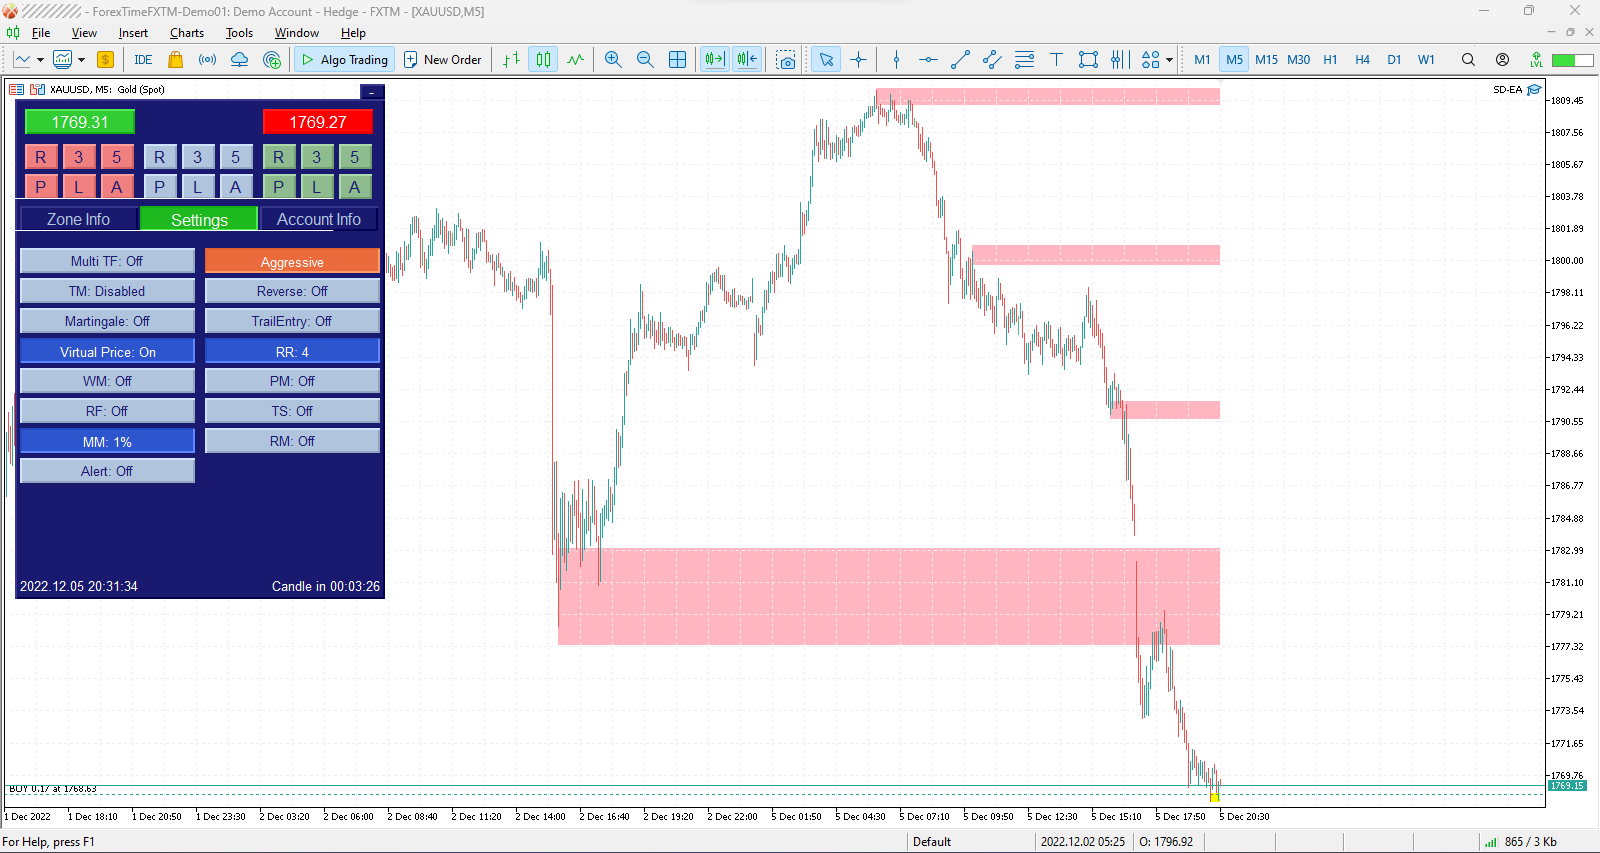 - ForexTimeFXTM-Demo01: Demo Account - Hedge - FXTM - [XAUUSD,M5]
File View Insert Charts Tools Window Help
IDE Algo Trading New Order M1 M5 M15 M30 H1 H4 D1 W1 LVL
XAUUSD, M5: Gold (Spot)
SD-EA
1769.31 1769.27
R 3 5 R 3 5 R 3 5
P L A P L A P L A
Zone Info Settings Account Info
Multi TF: Off Aggressive
TM: Disabled Reverse: Off
Martingale: Off TrailEntry: Off
Virtual Price: On RR: 4
WM: Off PM: Off
RF: Off TS: Off
MM: 1% RM: Off
Alert: Off
2022.12.05 20:31:34 Candle in 00:03:26
1809.45
1807.56
1805.67
1803.78
1801.89
1800.00
1798.11
1796.22
1794.33
1792.44
1790.55
1788.66
1786.77
1784.88
1782.99
1781.10
1779.21
1777.32
1775.43
1773.54
1771.65
1769.76
1769.15
BUY 0.17 at 1768.63
1 Dec 2022 1 Dec 18:10 1 Dec 20:50 1 Dec 23:30 2 Dec 03:20 2 Dec 06:00 2 Dec 08:40 2 Dec 11:20 2 Dec 14:00 2 Dec 16:40 2 Dec 19:20 2 Dec 22:00 5 Dec 01:50 5 Dec 04:30 5 Dec 07:10 5 Dec 09:50 5 Dec 12:30 5 Dec 15:10 5 Dec 17:50 5 Dec 20:30
For Help, press F1 Default 2022.12.02 05:25 O: 1796.92 865 / 3 Kb